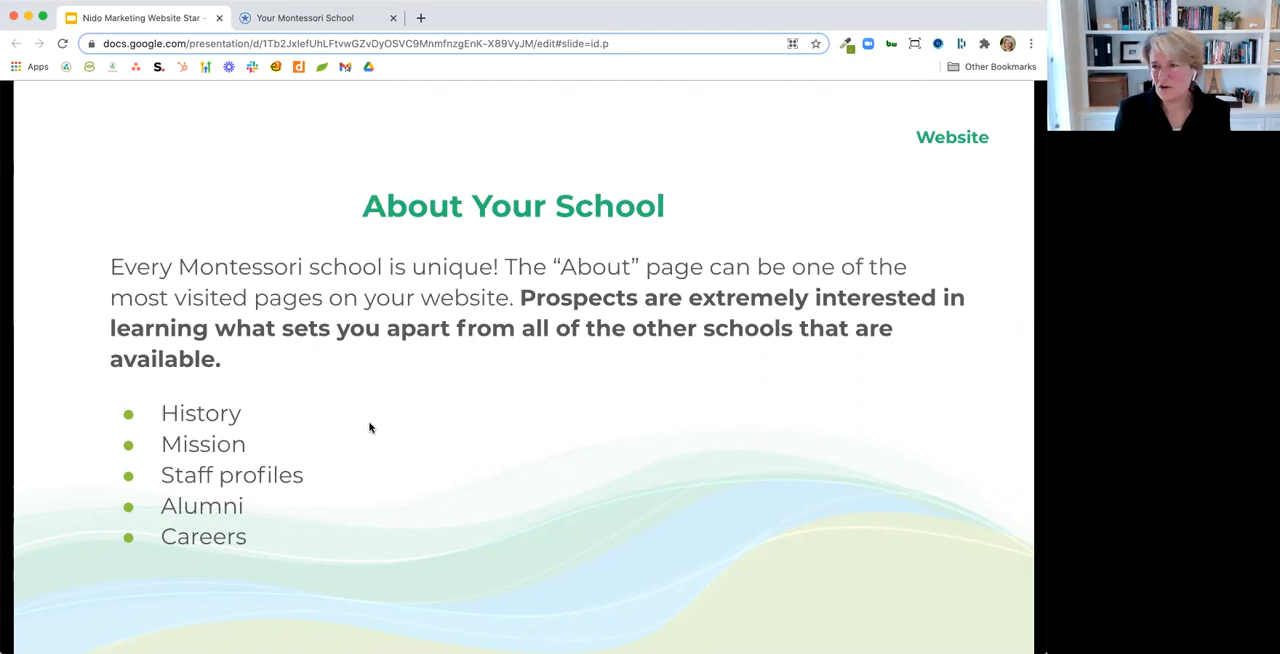 Nido Marketing Website Star -
Your Montessori School
docs.google.com/presentation/d/1Tb2JxIefUhLFtvwGZvDyOSVC9MnmfnzgEnK-X89VyJM/edit#slide=id.p
Apps
Other Bookmarks
Website
About Your School
Every Montessori school is unique! The “About” page can be one of the
most visited pages on your website. Prospects are extremely interested in
learning what sets you apart from all of the other schools that are
available.
History
Mission
Staff profiles
Alumni
Careers